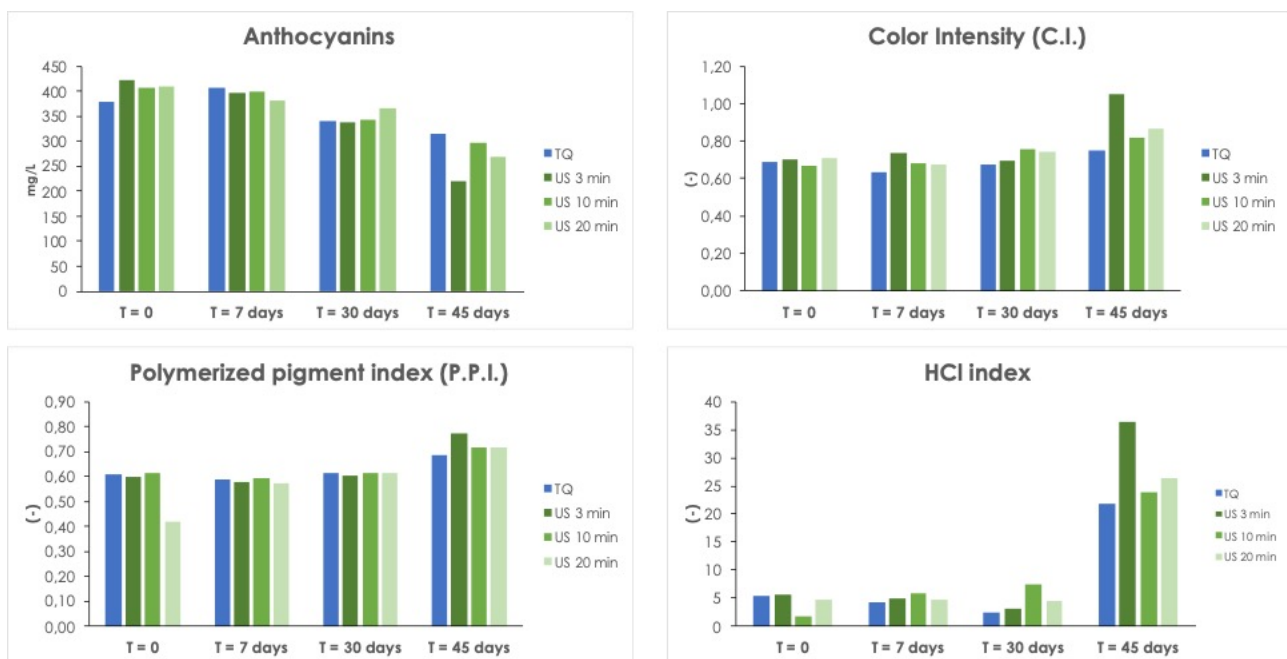 Anthocyanins
450
400
350
300
250
200
150
100
50
0
mg/L
T = 0
T = 7 days
T = 30 days
T = 45 days
TQ
US 3 min
US 10 min
US 20 min
Color Intensity (C.I.)
1,20
1,00
0,80
0,60
0,40
0,20
0,00
(-)
T = 0
T = 7 days
T = 30 days
T = 45 days
TQ
US 3 min
US 10 min
US 20 min
Polymerized pigment index (P.P.I.)
0,90
0,80
0,70
0,60
0,50
0,40
0,30
0,20
0,10
0,00
(-)
T = 0
T = 7 days
T = 30 days
T = 45 days
TQ
US 3 min
US 10 min
US 20 min
HCl index
40
35
30
25
20
15
10
5
0
(-)
T = 0
T = 7 days
T = 30 days
T = 45 days
TQ
US 3 min
US 10 min
US 20 min